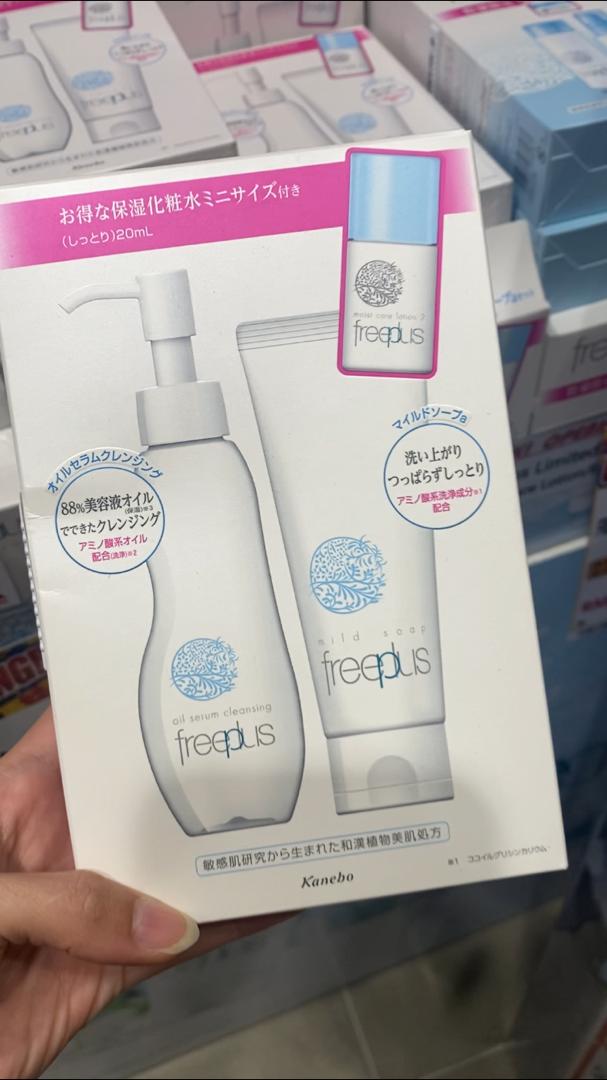 お得な保湿化粧水ミニサイズ付き
(しっとり)20mL
moist care lotion 2
freeplus
マイルドソープa
洗い上がり
つっぱらずしっとり
アミノ酸系洗浄成分※1
配合
オイルセラムクレンジング
88%美容液オイル
(保湿)※3
でできたクレンジング
アミノ酸系オイル
配合(洗浄)※2
mild soap
freeplus
oil serum cleansing
freeplus
敏感肌研究から生まれた和漢植物美肌処方
Kanebo
※1 ココイルグリシンカリウム